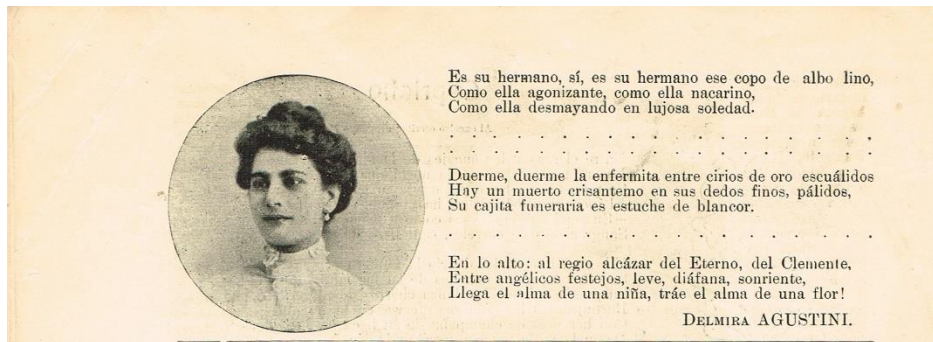 Es su hermano, sí, es su hermano ese copo de albo lino,
Como ella agonizante, como ella nacarino,
Como ella desmayando en lujosa soledad.
. . . . . . . . . . . . . . . . . . . .
. . . . . . . . . . . . . . . . . . . .
Duerme, duerme la enfermita entre cirios de oro escuálidos
Hay un muerto crisantemo en sus dedos finos, pálidos,
Su cajita funeraria es estuche de blancor.
. . . . . . . . . . . . . . . . . . . .
En lo alto: al regio alcázar del Eterno, del Clemente,
Entre angélicos festejos, leve, diáfana, sonriente,
Llega el alma de una niña, tráe el alma de una flor!
DELMIRA AGUSTINI.